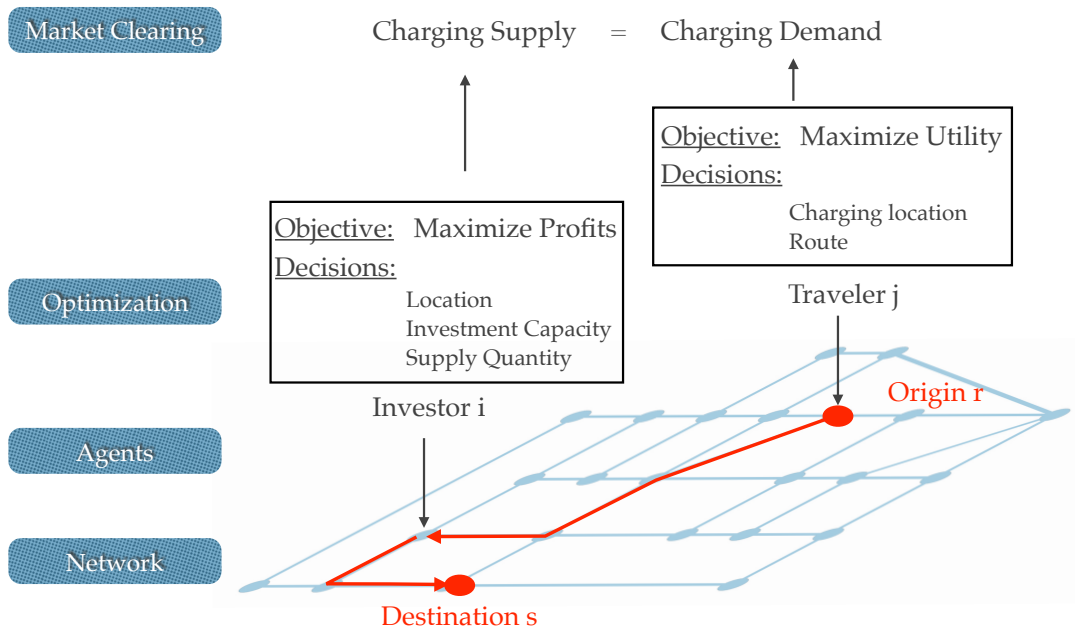 Market Clearing
Charging Supply = Charging Demand
Objective: Maximize Utility
Decisions:
Charging location
Route
Objective: Maximize Profits
Decisions:
Location
Investment Capacity
Supply Quantity
Optimization
Traveler j
Investor i
Origin r
Agents
Network
Destination s